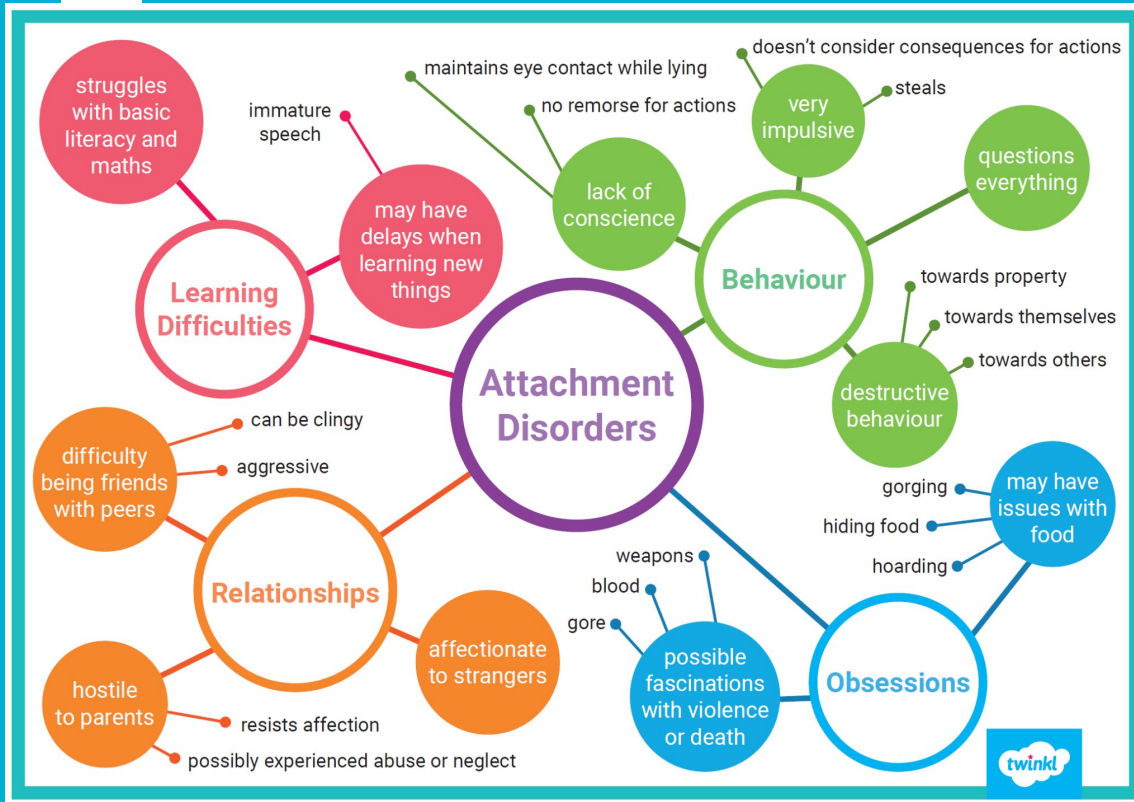 Attachment
Disorders
Learning
Difficulties
struggles
with basic
literacy and
maths
may have
delays when
learning new
things
immature
speech
Behaviour
lack of
conscience
maintains eye contact while lying
no remorse for actions
very
impulsive
doesn't consider consequences for actions
steals
questions
everything
destructive
behaviour
towards property
towards themselves
towards others
Relationships
difficulty
being friends
with peers
can be clingy
aggressive
hostile
to parents
resists affection
possibly experienced abuse or neglect
affectionate
to strangers
Obsessions
possible
fascinations
with violence
or death
weapons
blood
gore
may have
issues with
food
gorging
hiding food
hoarding
twinkl